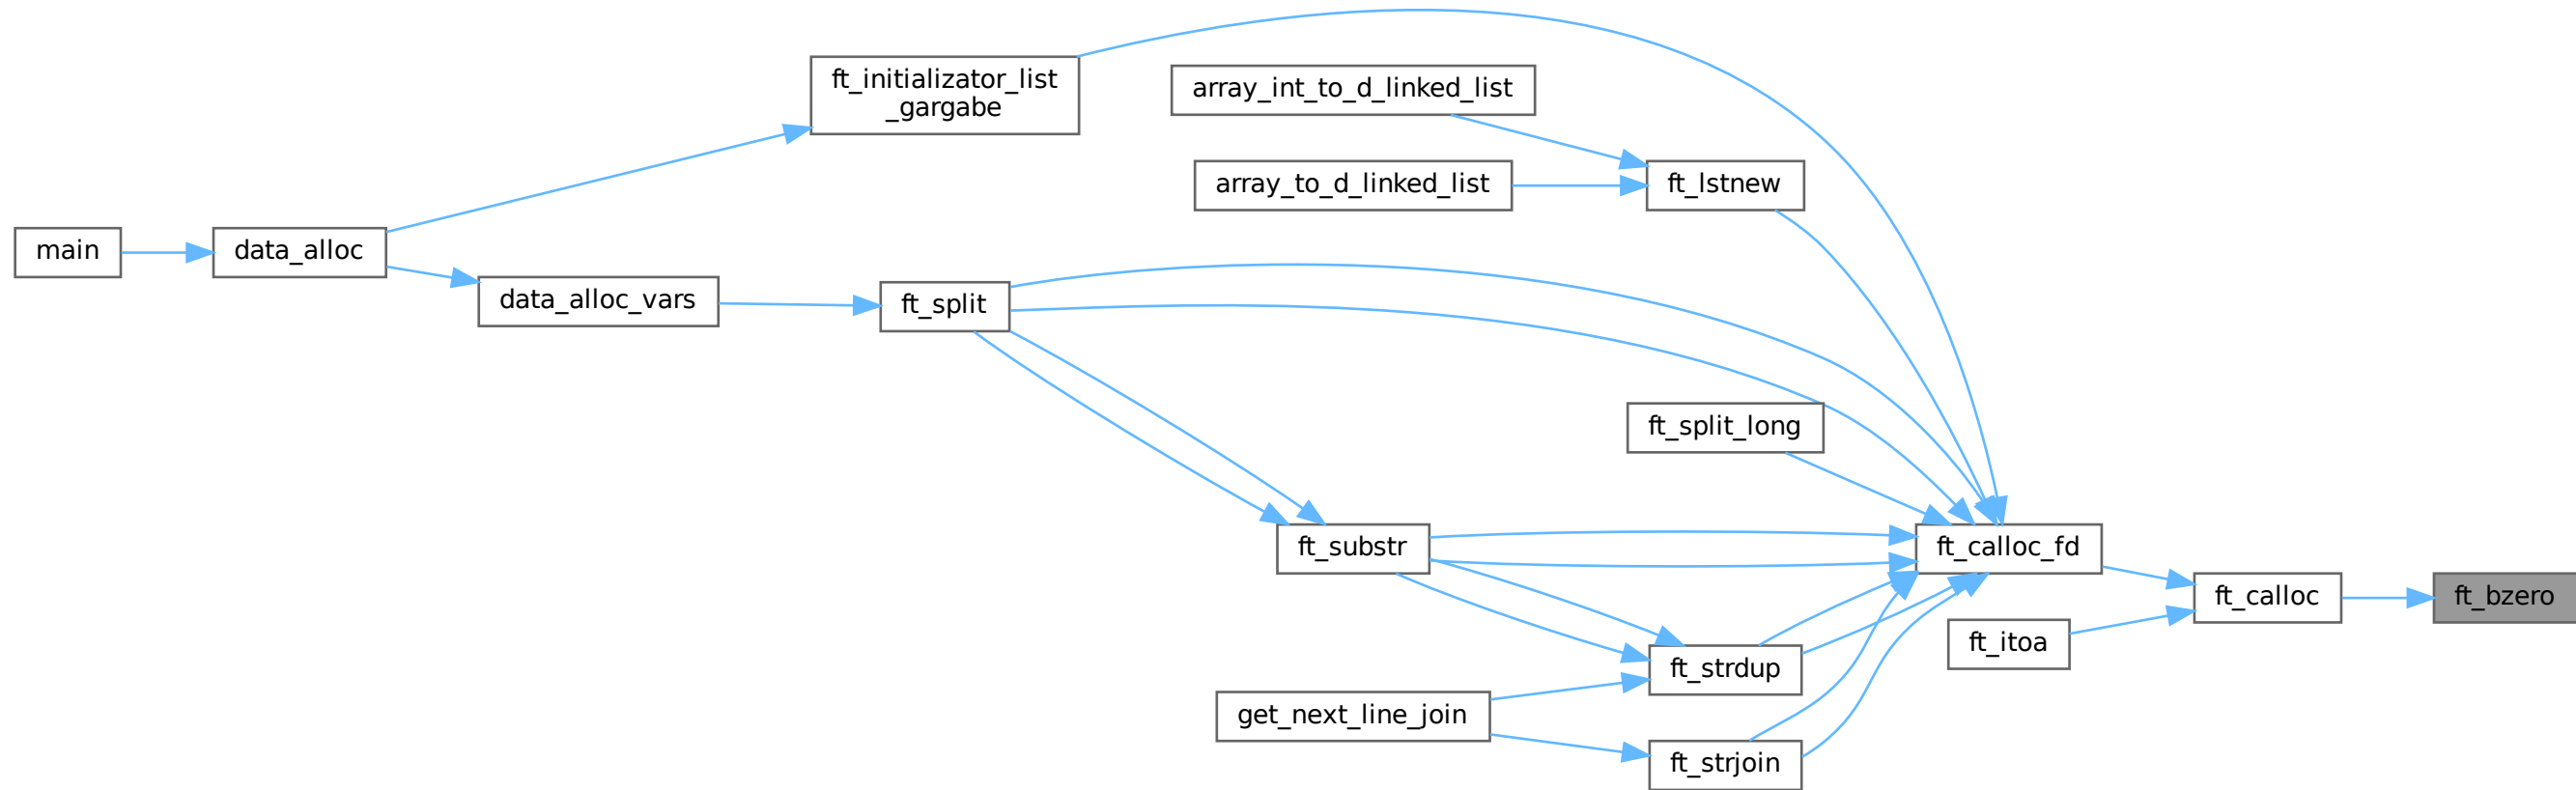 ft_initializator_list
_gargabe
array_int_to_d_linked_list
array_to_d_linked_list
ft_lstnew
main
data_alloc
data_alloc_vars
ft_split
ft_split_long
ft_substr
ft_calloc_fd
ft_calloc
ft_bzero
ft_itoa
ft_strdup
get_next_line_join
ft_strjoin